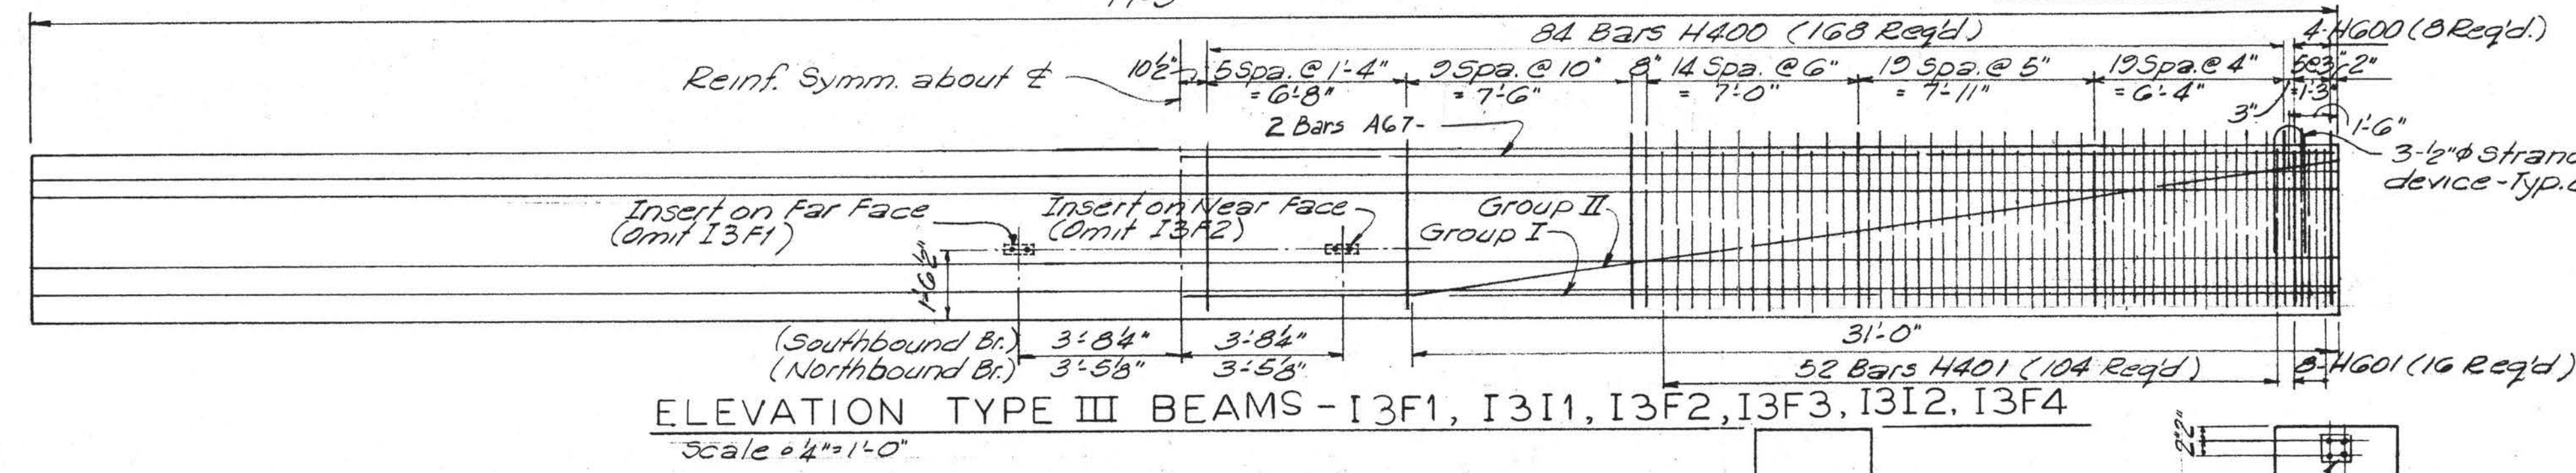 84 Bars H400 (168 Req'd)
4-H600 (8 Req'd.)
Reinf. Symm. about ℄
10½"
5 Spa. @ 1'-4"
= 6'-8"
9 Spa. @ 10"
= 7'-6"
8"
14 Spa. @ 6"
= 7'-0"
19 Spa. @ 5"
= 7'-11"
19 Spa. @ 4"
= 6'-4"
5@3"
=1'-3"
2"
3"
1'-6"
2 Bars A67-
3-½"ϕ Strand
device-Typ.
Insert on Far Face
(Omit I3F1)
Insert on Near Face
(Omit I3F2)
Group II
Group I
1'-6½"
(Southbound Br.) 3'-8¼" 3'-8¼"
(Northbound Br.) 3'-5⅛" 3'-5⅛"
31'-0"
52 Bars H401 (104 Req'd)
8-H601 (16 Req'd)
ELEVATION TYPE III BEAMS - I3F1, I3I1, I3F2, I3F3, I3I2, I3F4
Scale ¼"=1'-0"
2"2"